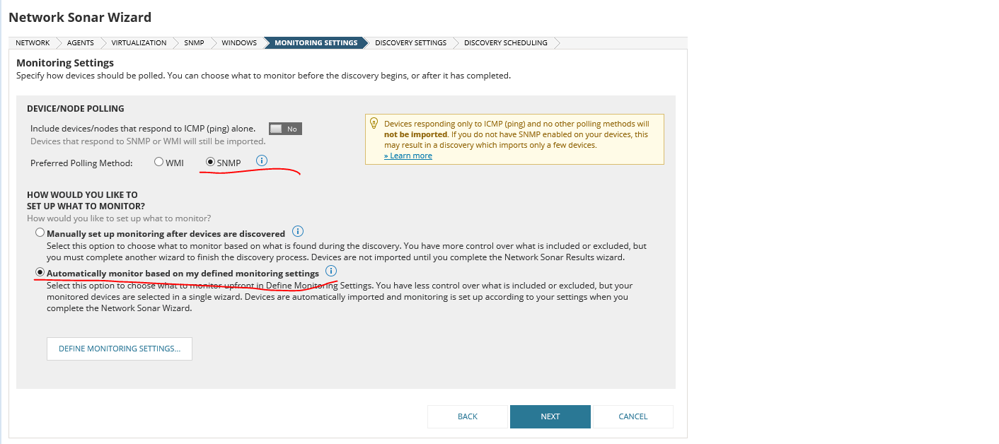 Network Sonar Wizard
NETWORK
AGENTS
VIRTUALIZATION
SNMP
WINDOWS
MONITORING SETTINGS
DISCOVERY SETTINGS
DISCOVERY SCHEDULING
Monitoring Settings
Specify how devices should be polled. You can choose what to monitor before the discovery begins, or after it has completed.
DEVICE/NODE POLLING
Include devices/nodes that respond to ICMP (ping) alone.
No
Devices that respond to SNMP or WMI will still be imported.
Preferred Polling Method:
WMI
SNMP
Devices responding only to ICMP (ping) and no other polling methods will
not be imported. If you do not have SNMP enabled on your devices, this
may result in a discovery which imports only a few devices.
» Learn more
HOW WOULD YOU LIKE TO
SET UP WHAT TO MONITOR?
How would you like to set up what to monitor?
Manually set up monitoring after devices are discovered
Select this option to choose what to monitor based on what is found during the discovery. You have more control over what is included or excluded, but
you must complete another wizard to finish the discovery process. Devices are not imported until you complete the Network Sonar Results wizard.
Automatically monitor based on my defined monitoring settings
Select this option to choose what to monitor upfront in Define Monitoring Settings. You have less control over what is included or excluded, but your
monitored devices are selected in a single wizard. Devices are automatically imported and monitoring is set up according to your settings when you
complete the Network Sonar Wizard.
DEFINE MONITORING SETTINGS...
BACK
NEXT
CANCEL